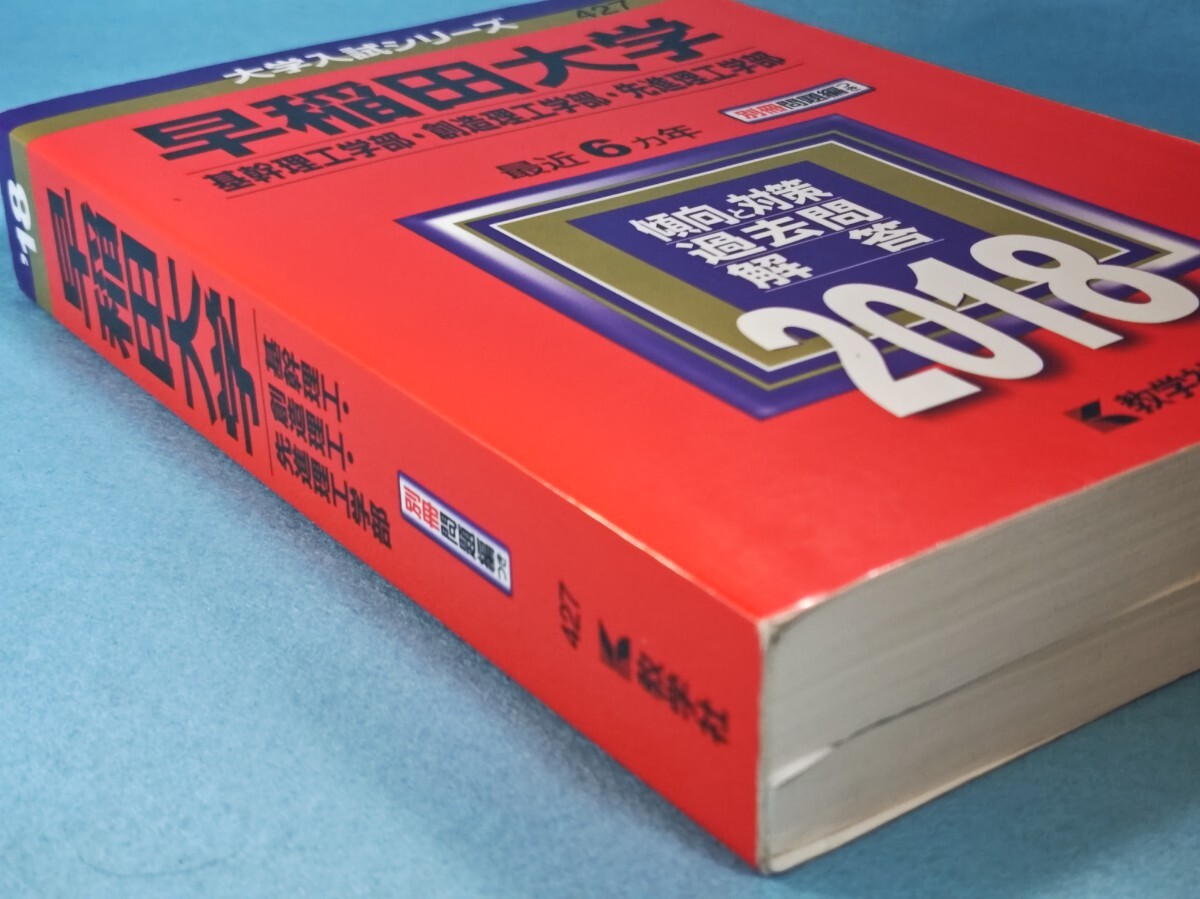 大学入試シリーズ
427
早稲田大学
基幹理工学部・創造理工学部・先進理工学部
最近6ヵ年
別冊問題編つき
「傾向」と「対策」
過去問
解答
2018
教学社
'18
早稲田大学
基幹理工・
創造理工・
先進理工学部
別冊問題編つき
427
教学社